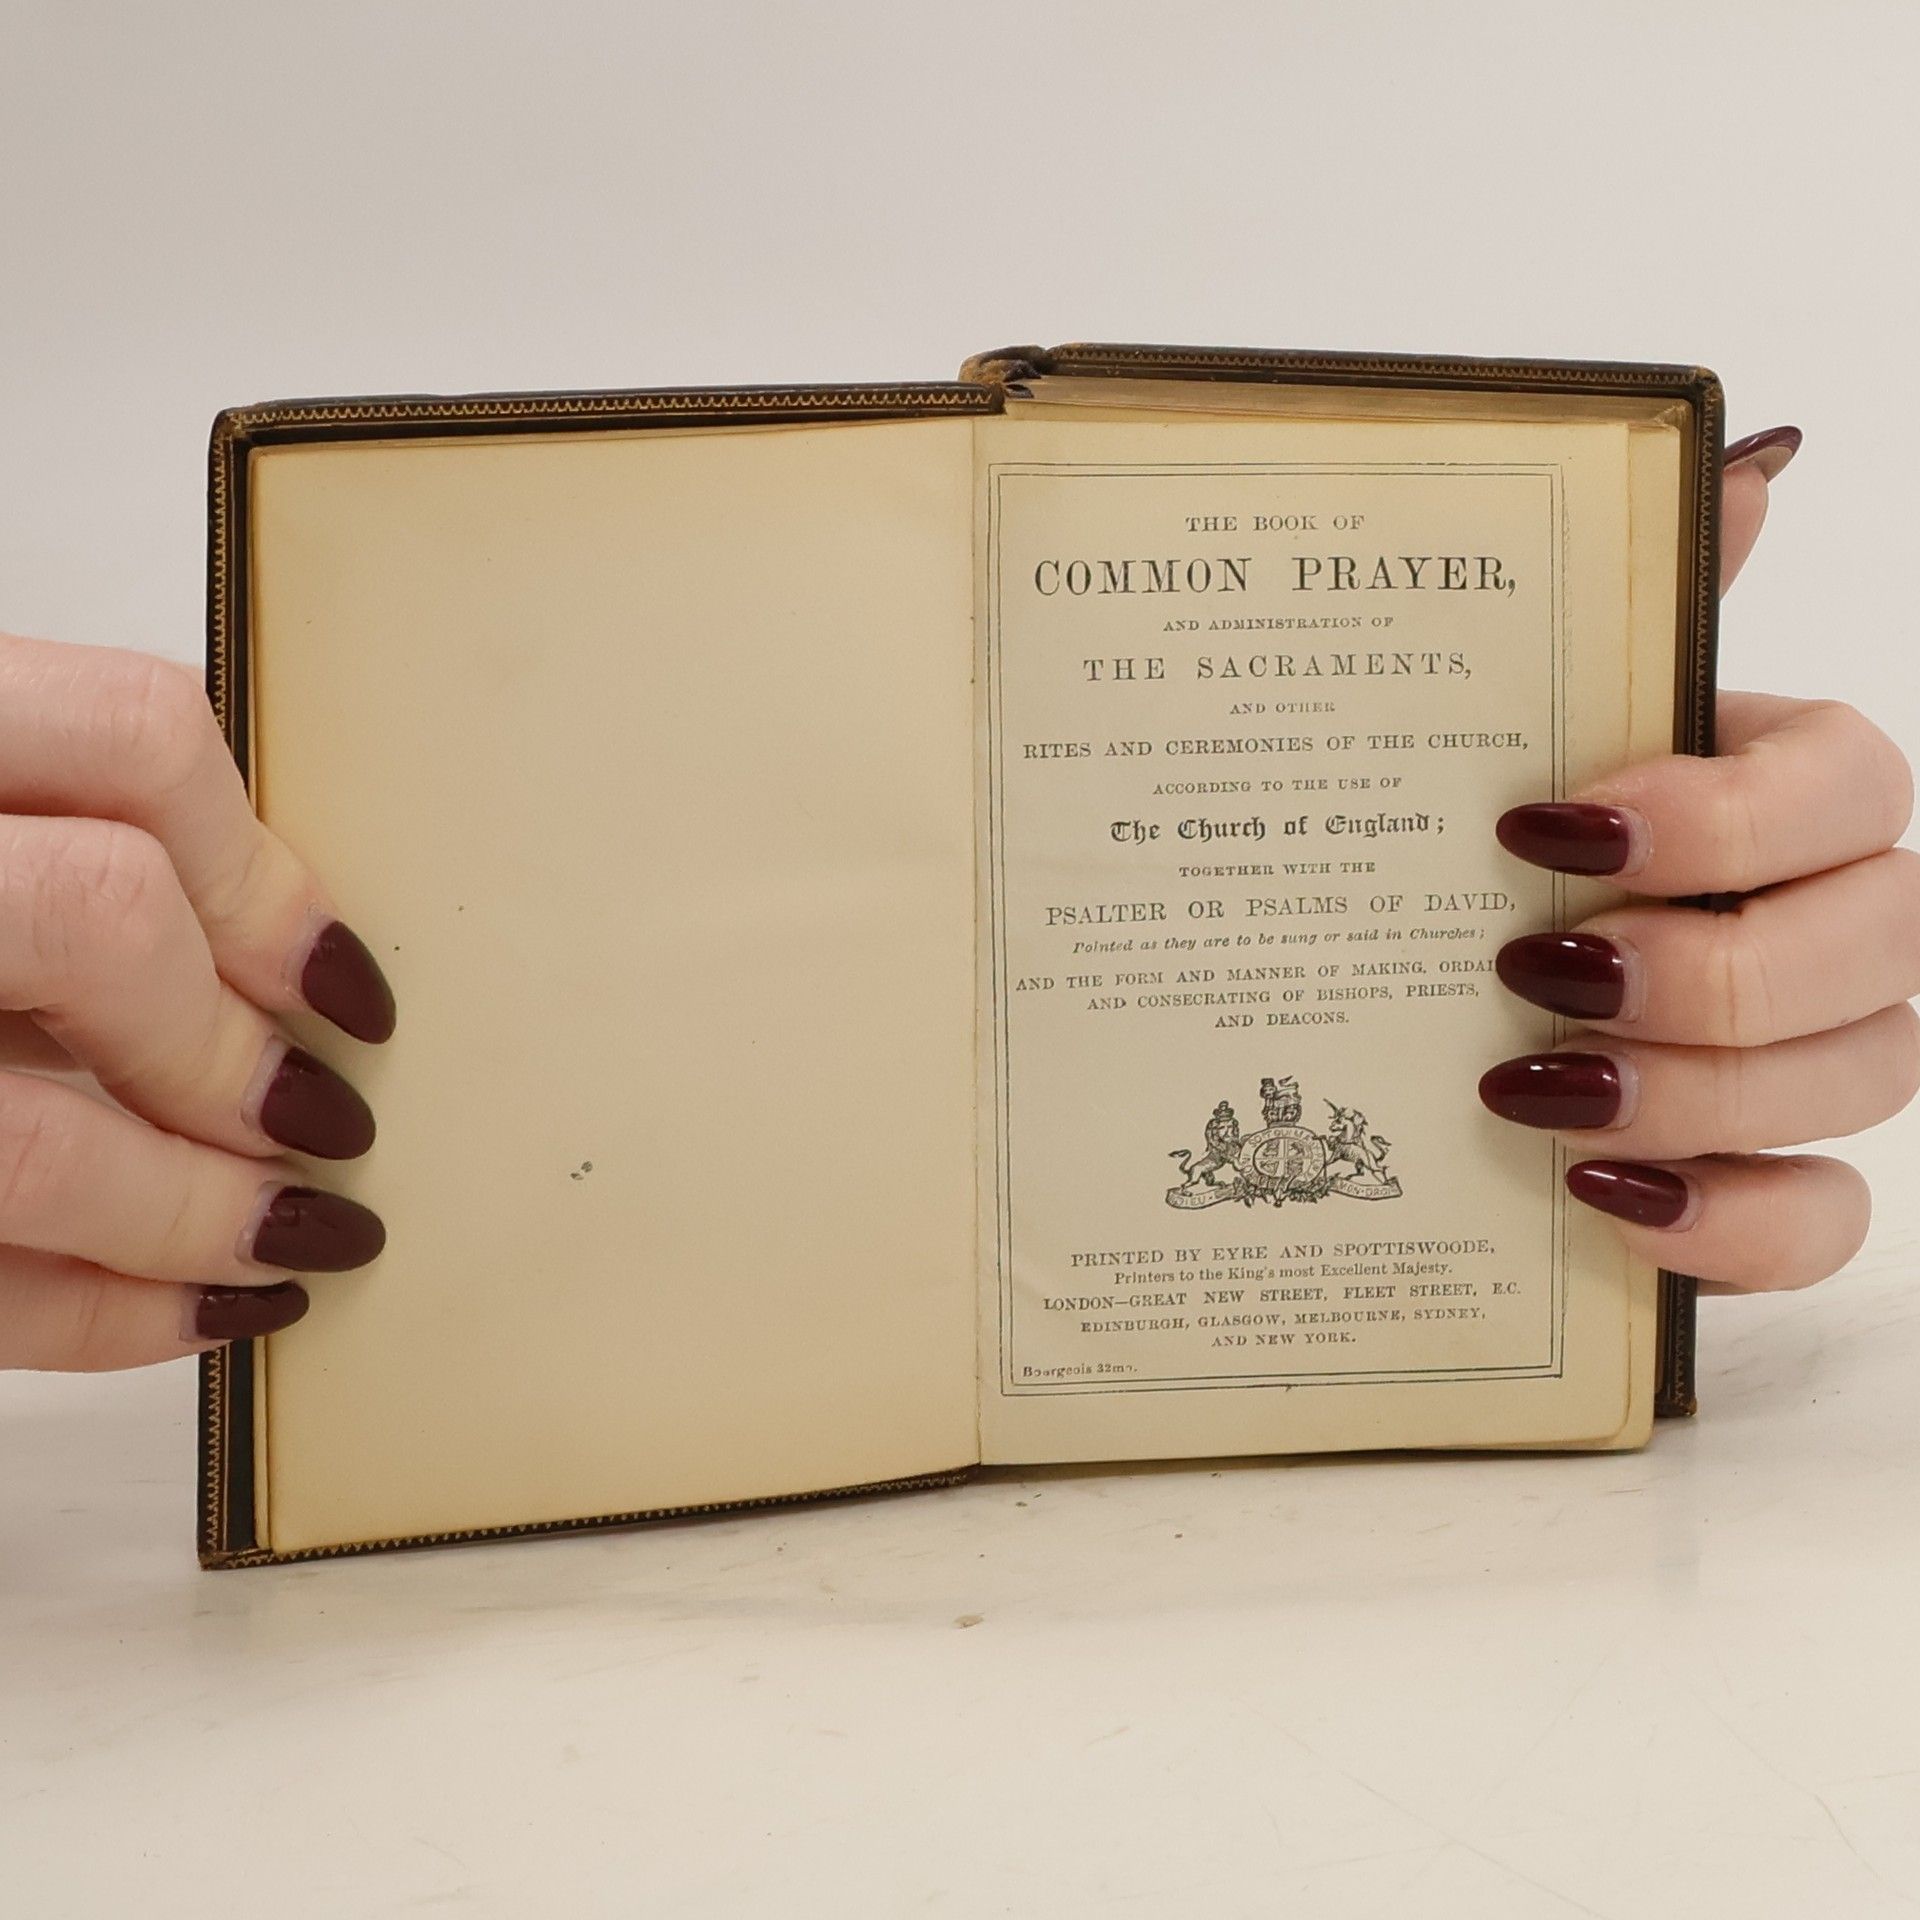 THE BOOK OF
COMMON PRAYER,
AND ADMINISTRATION OF
THE SACRAMENTS,
AND OTHER
RITES AND CEREMONIES OF THE CHURCH,
ACCORDING TO THE USE OF
The Church of England;
TOGETHER WITH THE
PSALTER OR PSALMS OF DAVID,
Pointed as they are to be sung or said in Churches;
AND THE FORM AND MANNER OF MAKING, ORDAI
AND CONSECRATING OF BISHOPS, PRIESTS,
AND DEACONS.
PRINTED BY EYRE AND SPOTTISWOODE,
Printers to the King's most Excellent Majesty.
LONDON—GREAT NEW STREET, FLEET STREET, E.C.
EDINBURGH, GLASGOW, MELBOURNE, SYDNEY,
AND NEW YORK.
Bourgeois 32mo.